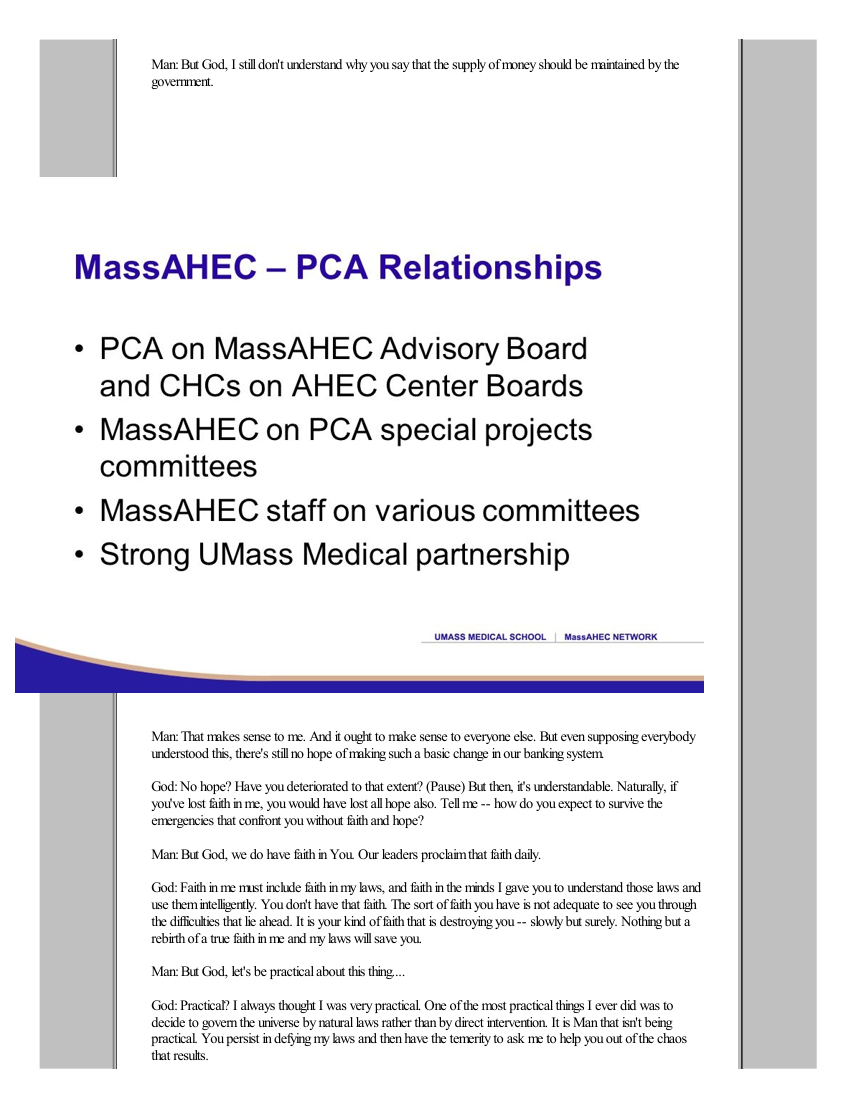 Man: But God, I still don't understand why you say that the supply of money should be maintained by the
government.
MassAHEC – PCA Relationships
• PCA on MassAHEC Advisory Board
and CHCs on AHEC Center Boards
• MassAHEC on PCA special projects
committees
• MassAHEC staff on various committees
• Strong UMass Medical partnership
UMASS MEDICAL SCHOOL | MassAHEC NETWORK
Man: That makes sense to me. And it ought to make sense to everyone else. But even supposing everybody
understood this, there's still no hope of making such a basic change in our banking system.
God: No hope? Have you deteriorated to that extent? (Pause) But then, it's understandable. Naturally, if
you've lost faith in me, you would have lost all hope also. Tell me -- how do you expect to survive the
emergencies that confront you without faith and hope?
Man: But God, we do have faith in You. Our leaders proclaim that faith daily.
God: Faith in me must include faith in my laws, and faith in the minds I gave you to understand those laws and
use them intelligently. You don't have that faith. The sort of faith you have is not adequate to see you through
the difficulties that lie ahead. It is your kind of faith that is destroying you -- slowly but surely. Nothing but a
rebirth of a true faith in me and my laws will save you.
Man: But God, let's be practical about this thing....
God: Practical? I always thought I was very practical. One of the most practical things I ever did was to
decide to govern the universe by natural laws rather than by direct intervention. It is Man that isn't being
practical. You persist in defying my laws and then have the temerity to ask me to help you out of the chaos
that results.